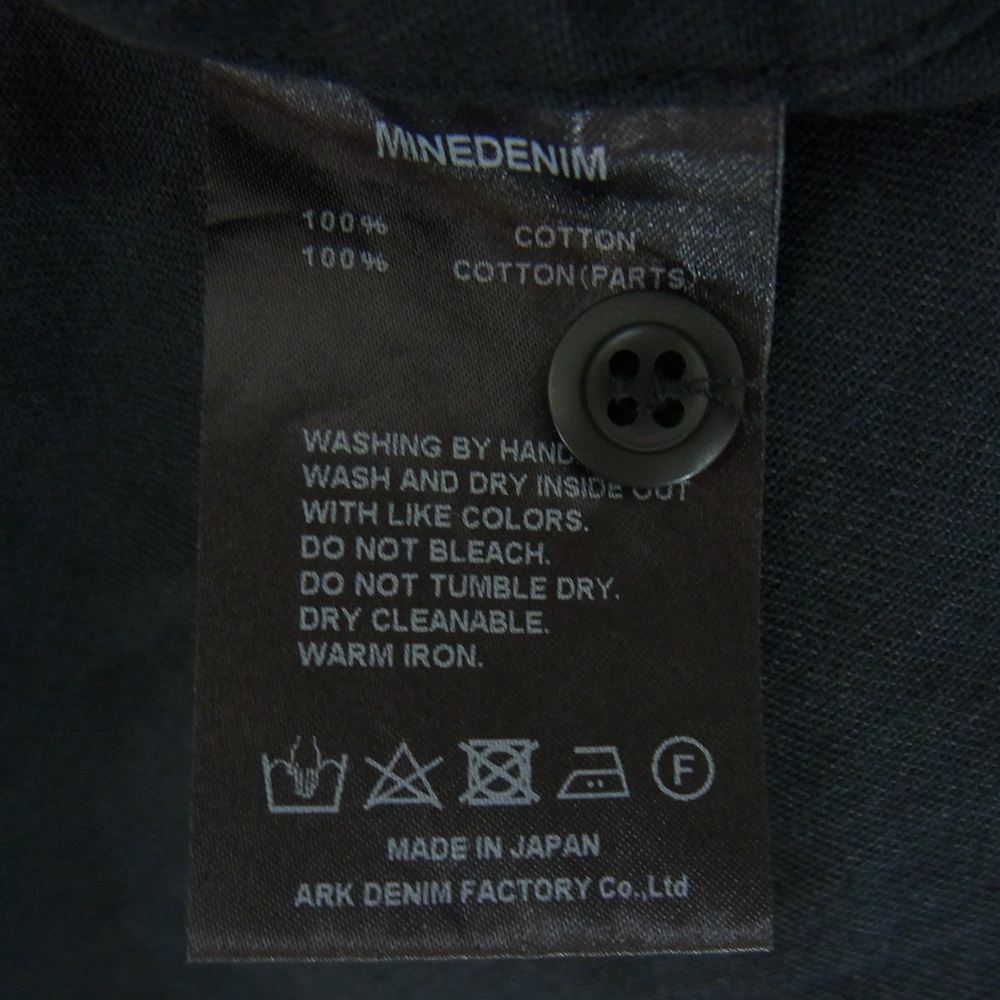 MINEDENIM
100% COTTON
100% COTTON(PARTS)
WASHING BY HAND
WASH AND DRY INSIDE OUT
WITH LIKE COLORS.
DO NOT BLEACH.
DO NOT TUMBLE DRY.
DRY CLEANABLE.
WARM IRON.
F
MADE IN JAPAN
ARK DENIM FACTORY Co.,Ltd